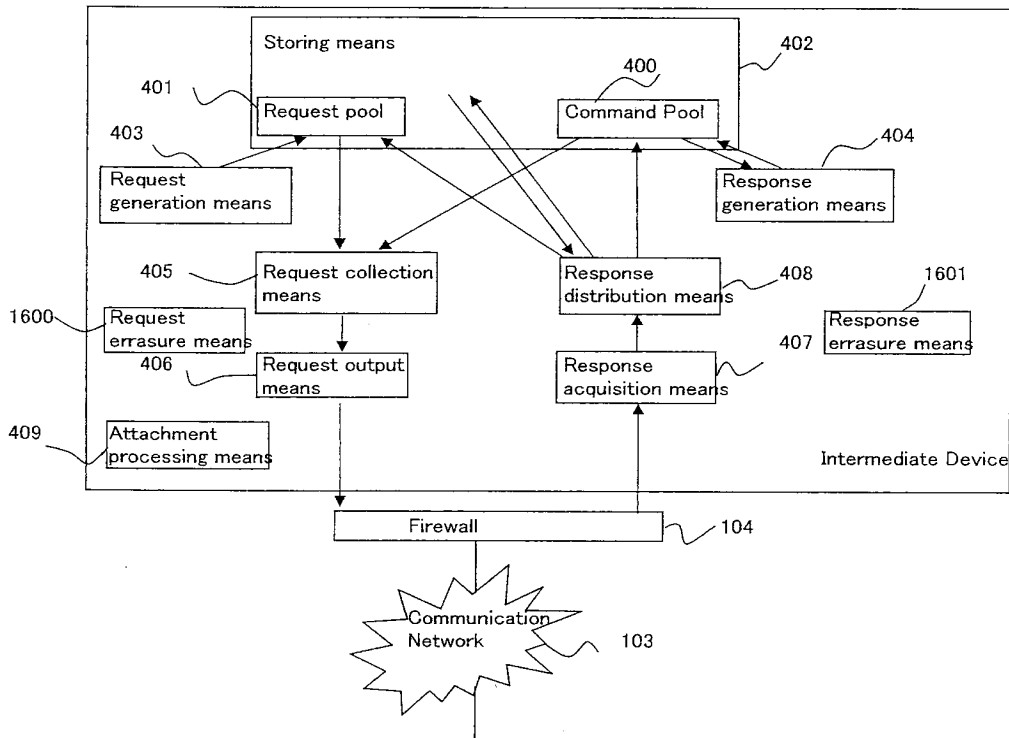 Storing means
402
400
401
Request pool
Command Pool
403
404
Request
generation means
Response
generation means
405
Request collection
means
Response
distribution means
408
1600
Request
errasure means
1601
Response
errasure means
406
Request output
means
Response
acquisition means
407
409
Attachment
processing means
Intermediate Device
Firewall
104
Communication
Network
103